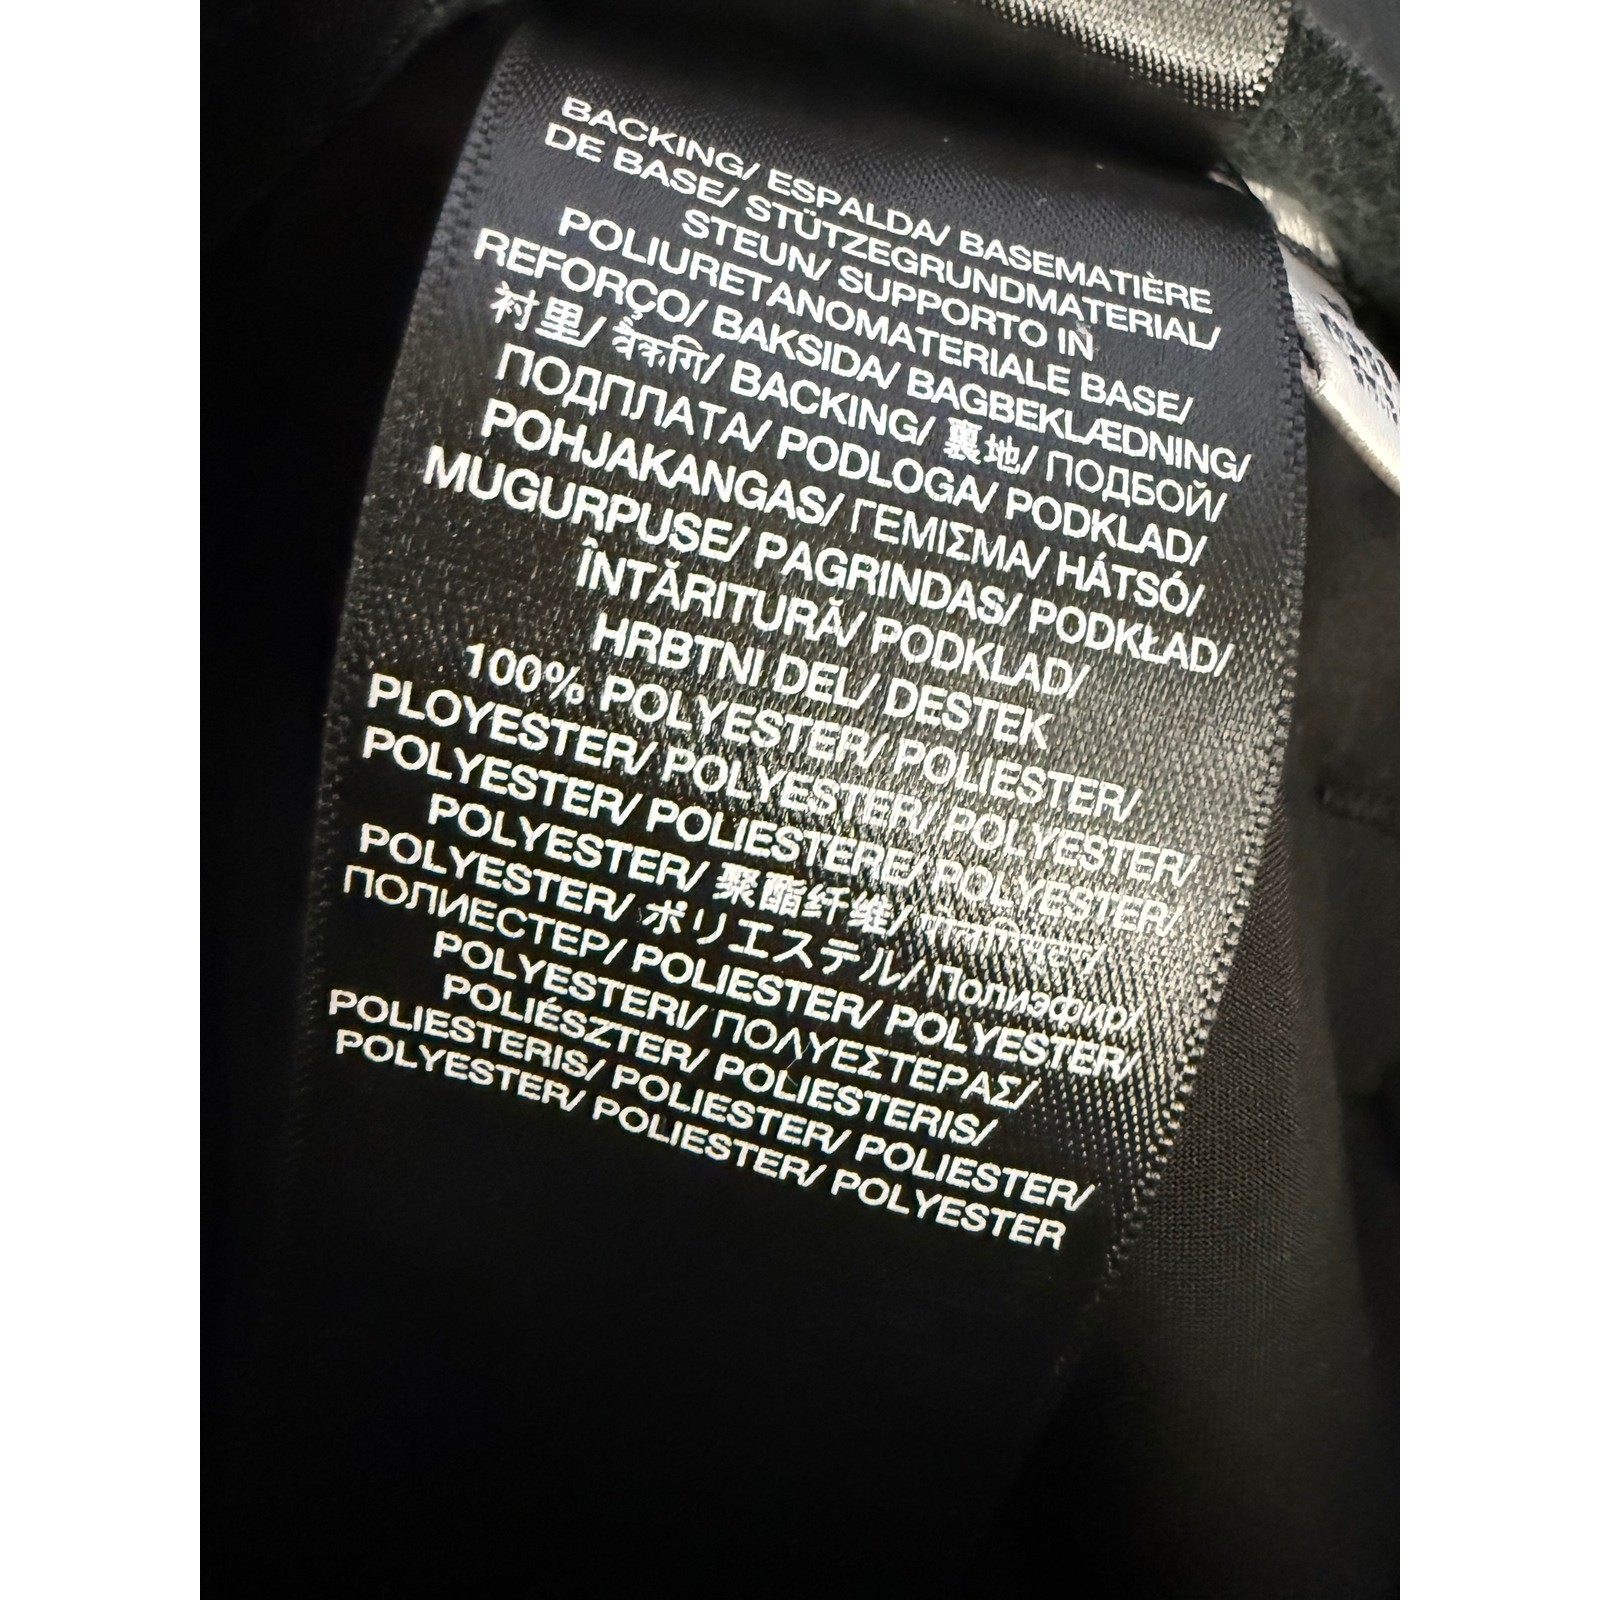 BACKING/ ESPALDA/ BASEMATIÈRE
DE BASE/ STÜTZEGRUNDMATERIAL/
STEUN/ SUPPORTO IN
POLIURETANOMATERIALE BASE/
REFORÇO/ BAKSIDA/ BAGBEKLÆDNING/
衬里/ बैकगि/ BACKING/ 裏地/ ПОДБОЙ/
ПОДПЛАТА/ PODLOGA/ PODKLAD/
POHJAKANGAS/ ΓΕΜΙΣΜΑ/ HÁTSÓ/
MUGURPUSE/ PAGRINDAS/ PODKŁAD/
ÎNTĂRITURĂ/ PODKLAD/
HRBTNI DEL/ DESTEK
100% POLYESTER/ POLIESTER/
PLOYESTER/ POLYESTER/ POLYESTER/
POLYESTER/ POLIESTERE/ POLYESTER/
POLYESTER/ 聚酯纤维/
POLYESTER/ ポリエステル/ Полиэфир/
ПОЛИЕСТЕР/ POLIESTER/ POLYESTER/
POLYESTERI/ ΠΟΛΥΕΣΤΕΡΑΣ/
POLIÉSZTER/ POLIESTERIS/
POLIESTERIS/ POLIESTER/ POLIESTER/
POLYESTER/ POLIESTER/ POLYESTER